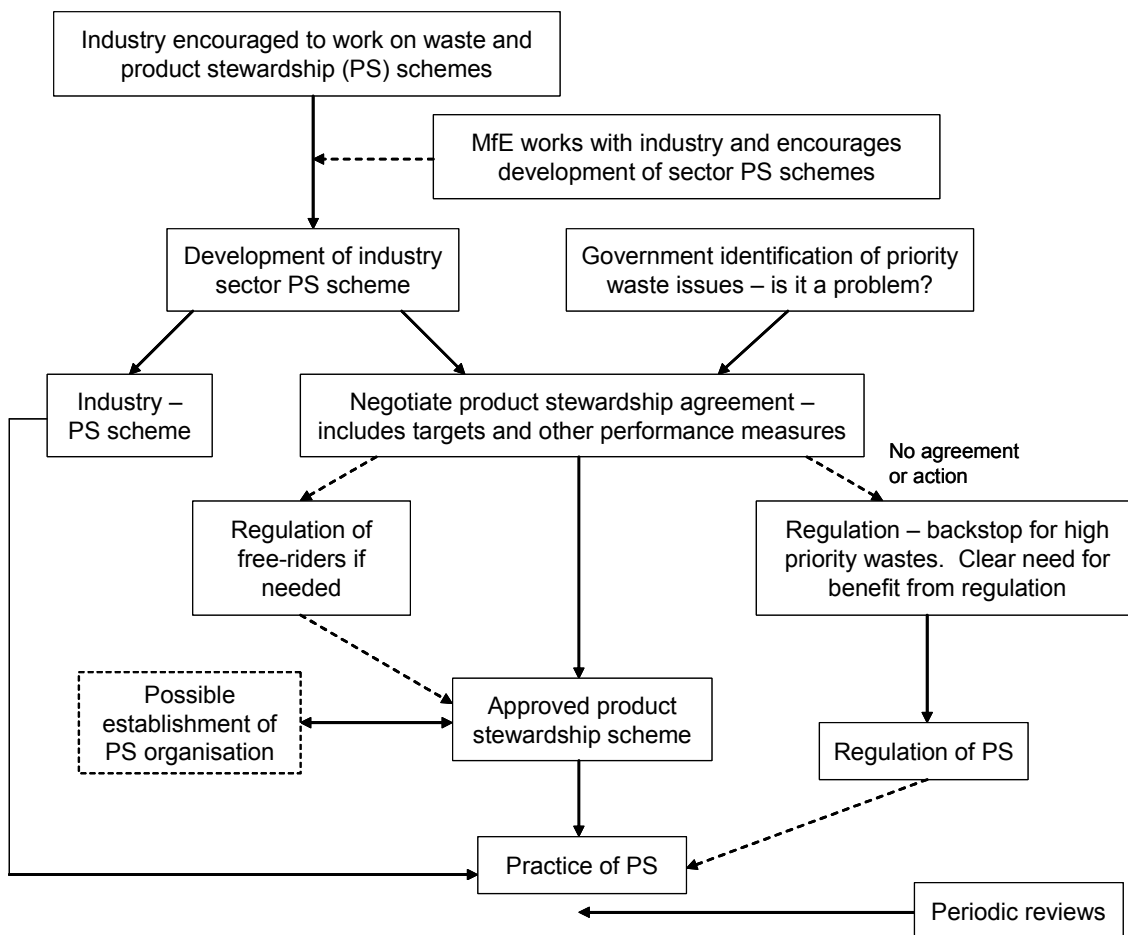 Industry encouraged to work on waste and
product stewardship (PS) schemes
MfE works with industry and encourages
development of sector PS schemes
Development of industry
sector PS scheme
Government identification of priority
waste issues – is it a problem?
Industry –
PS scheme
Negotiate product stewardship agreement –
includes targets and other performance measures
No agreement
or action
Regulation of
free-riders if
needed
Regulation – backstop for high
priority wastes.  Clear need for
benefit from regulation
Possible
establishment of
PS organisation
Approved product
stewardship scheme
Regulation of PS
Practice of PS
Periodic reviews